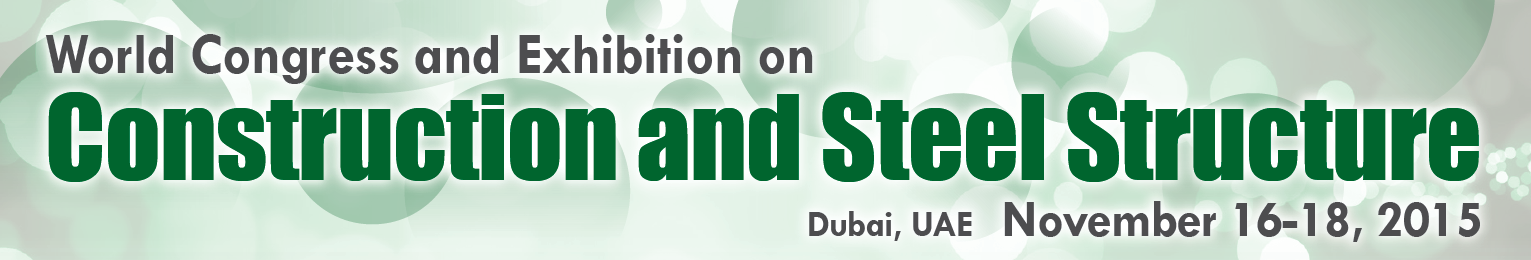 World Congress and Exhibition on
Construction and Steel Structure
Dubai, UAE November 16-18, 2015